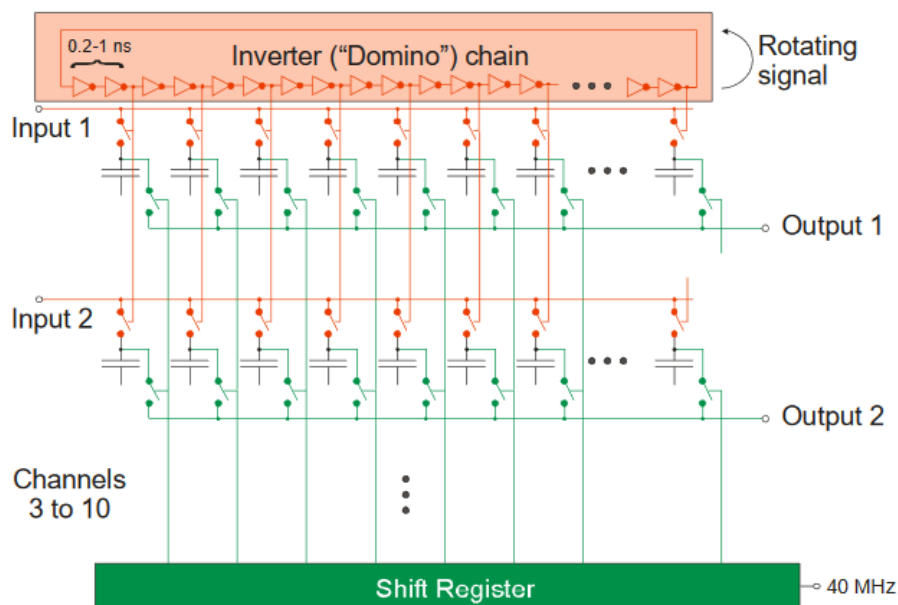 0.2-1 ns
Inverter (“Domino”) chain
Rotating
signal
Input 1
Output 1
Input 2
Output 2
Channels
3 to 10
Shift Register
40 MHz